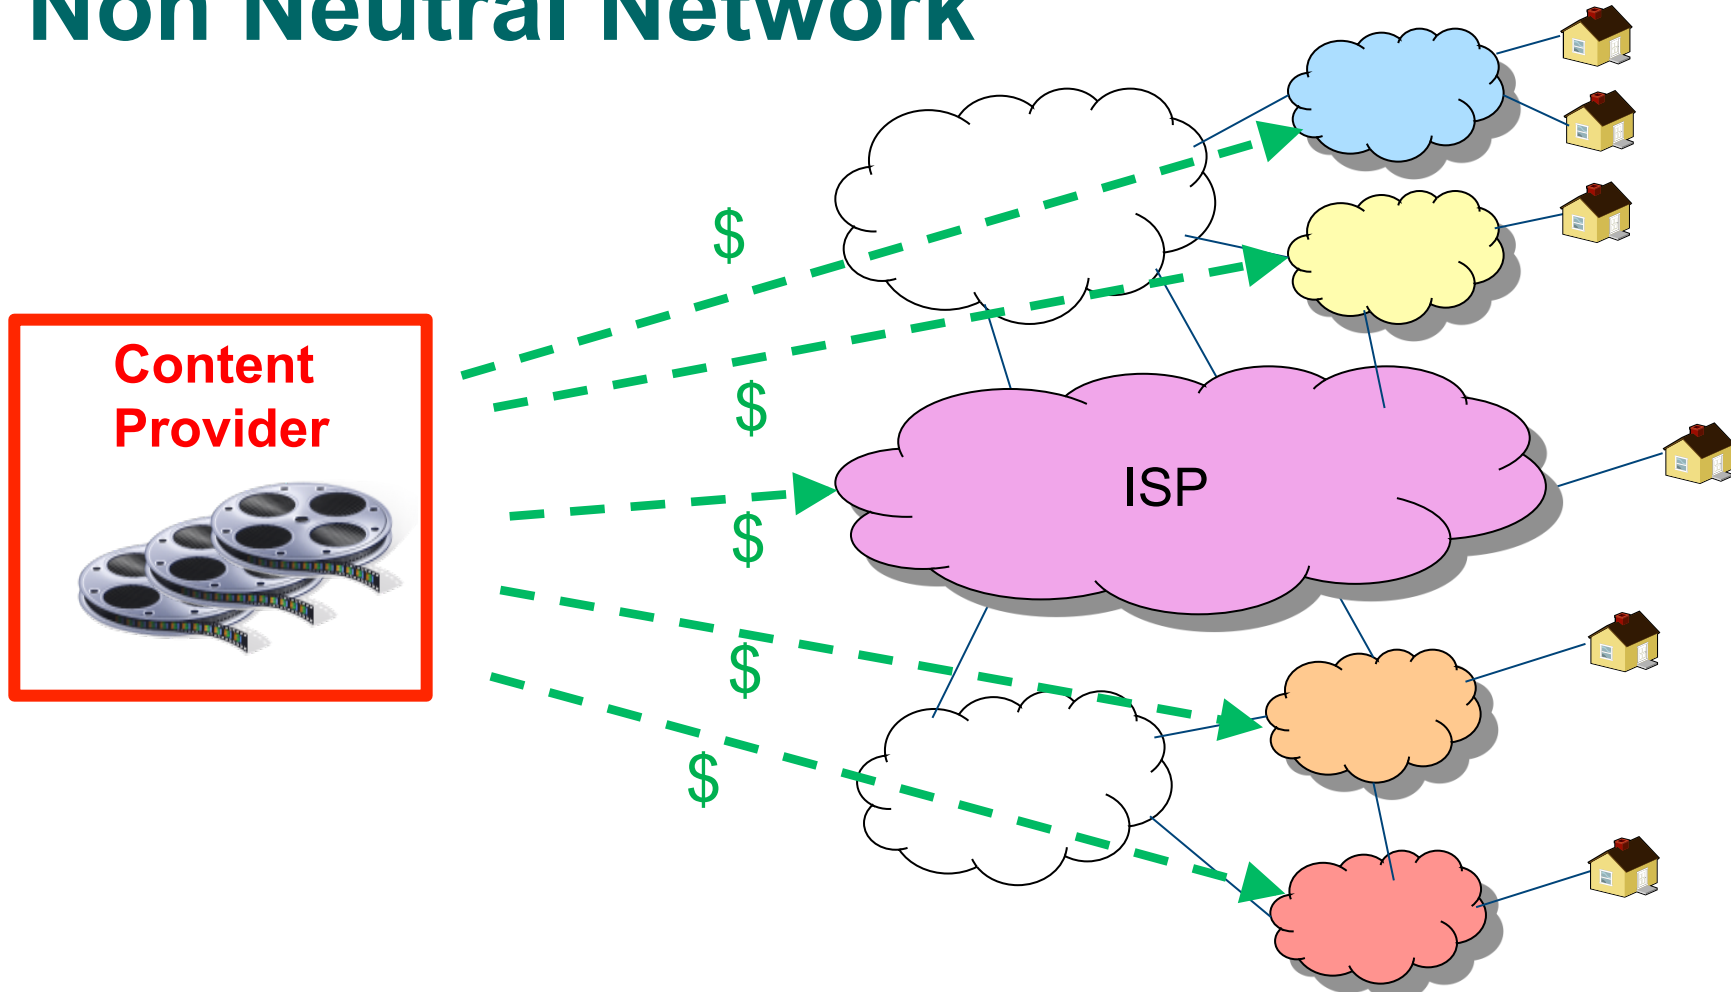 Non Neutral Network
$
Content
Provider
$
ISP
$
$
$